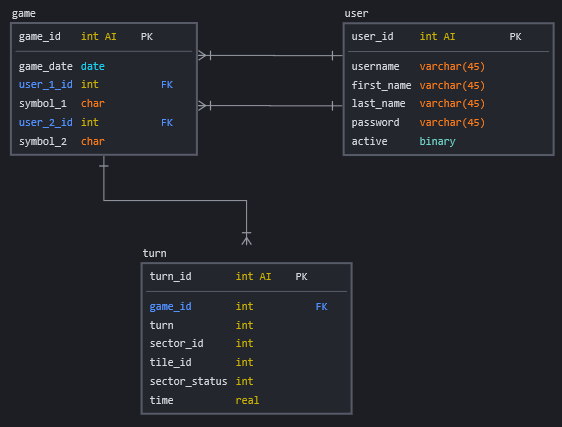 game
game_id int AI PK
game_date date
user_1_id int FK
symbol_1 char
user_2_id int FK
symbol_2 char
user
user_id int AI PK
username varchar(45)
first_name varchar(45)
last_name varchar(45)
password varchar(45)
active binary
turn
turn_id int AI PK
game_id int FK
turn int
sector_id int
tile_id int
sector_status int
time real